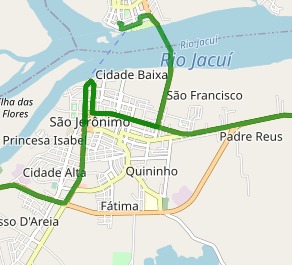 Rio Jacuí
Rio Jacuí
Cidade Baixa
São Francisco
Ilha das
Flores
São Jerônimo
Princesa Isabel
Padre Reus
Cidade Alta
Quininho
Fátima
sso D'Areia